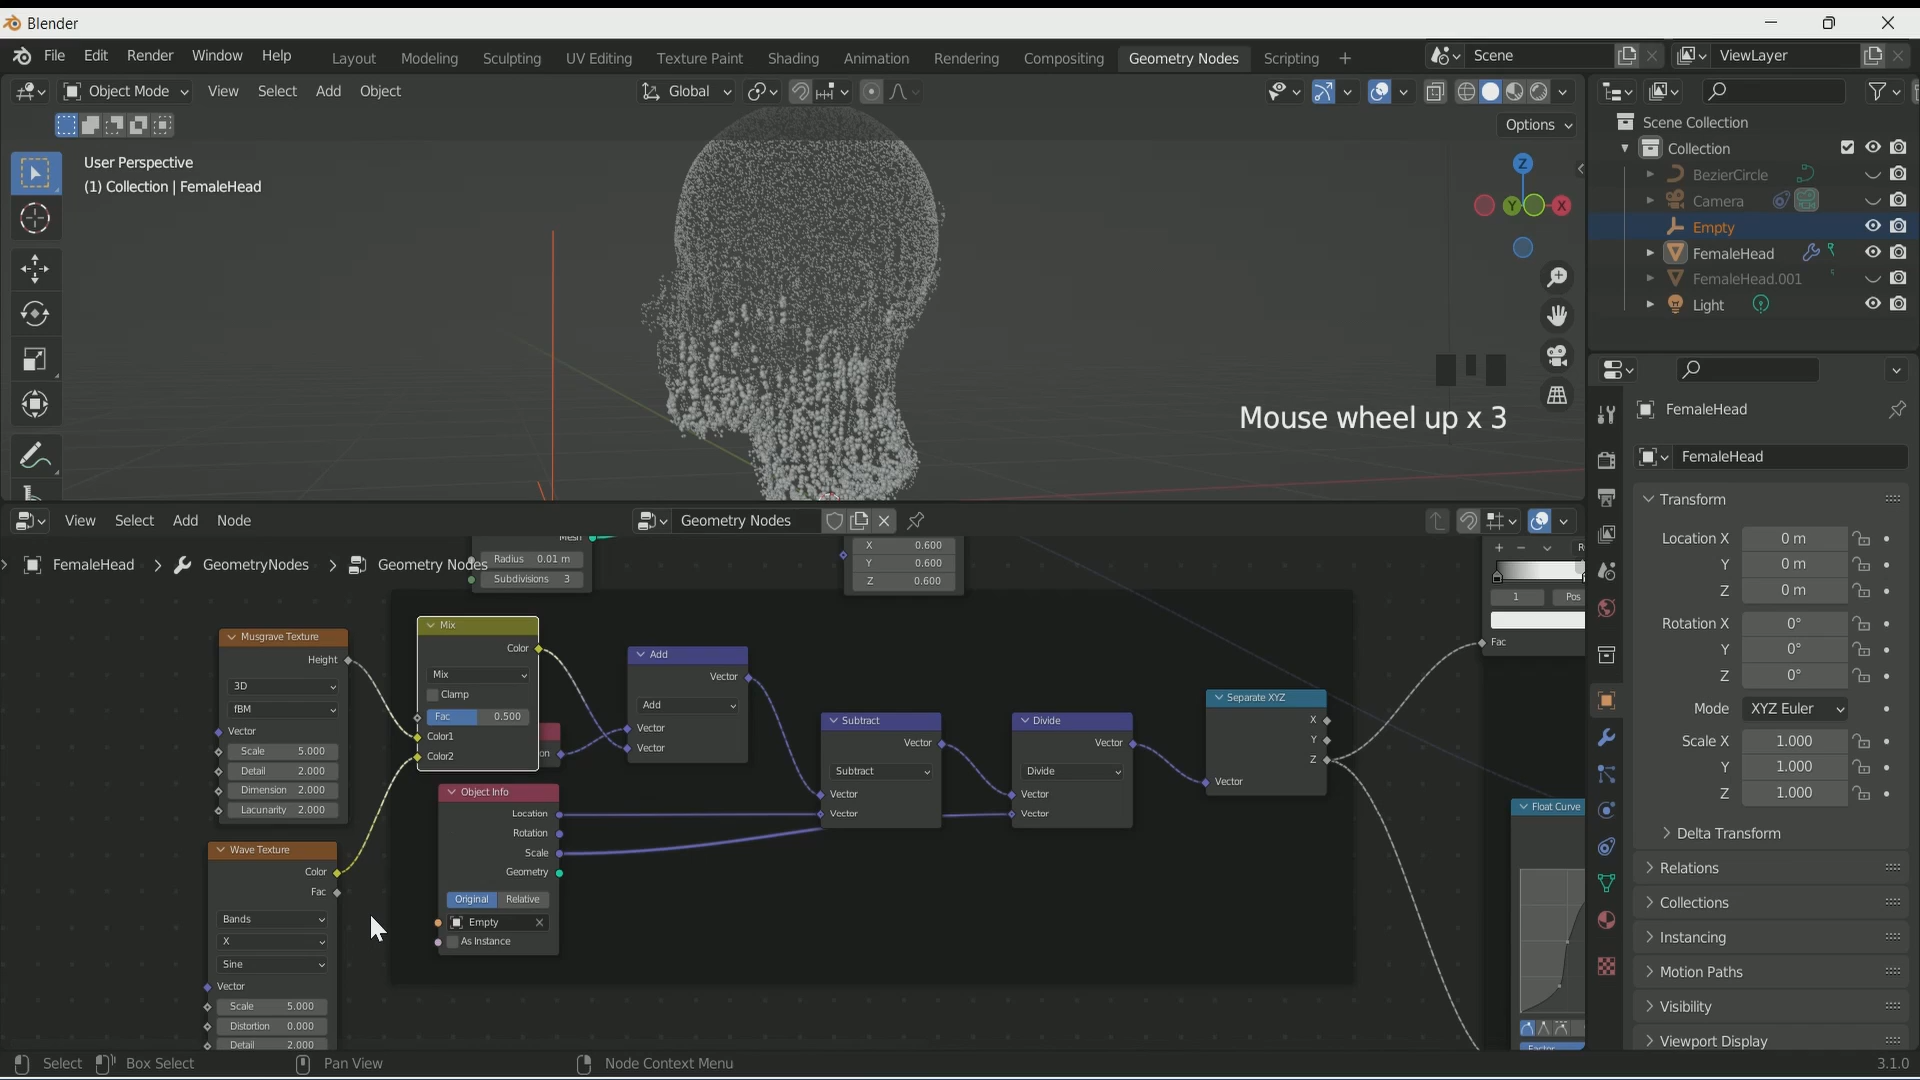 Blender
File Edit Render Window Help Layout Modeling Sculpting UV Editing Texture Paint Shading Animation Rendering Compositing Geometry Nodes Scripting + Scene ViewLayer
Object Mode View Select Add Object Global
Options
User Perspective
(1) Collection | FemaleHead
Z
Y
X
Mouse wheel up x 3
Scene Collection
Collection
BezierCircle
Camera
Empty
FemaleHead
FemaleHead.001
Light
FemaleHead
FemaleHead
Transform
Location X 0 m
Y 0 m
Z 0 m
Rotation X 0°
Y 0°
Z 0°
Mode XYZ Euler
Scale X 1.000
Y 1.000
Z 1.000
Delta Transform
Relations
Collections
Instancing
Motion Paths
Visibility
Viewport Display
View Select Add Node Geometry Nodes
FemaleHead > GeometryNodes > Geometry Nodes
Mesh
Radius 0.01 m
Subdivisions 3
X 0.600
Y 0.600
Z 0.600
1 Pos
Fac
Musgrave Texture
Height
3D
fBM
Vector
Scale 5.000
Detail 2.000
Dimension 2.000
Lacunarity 2.000
Mix
Color
Mix
Clamp
Fac 0.500
Color1
Color2
on
Add
Vector
Add
Vector
Vector
Subtract
Vector
Subtract
Vector
Vector
Divide
Vector
Divide
Vector
Vector
Separate XYZ
X
Y
Z
Vector
Object Info
Location
Rotation
Scale
Geometry
Original Relative
Empty
As Instance
Wave Texture
Color
Fac
Bands
X
Sine
Vector
Scale 5.000
Distortion 0.000
Detail 2.000
Float Curve
Factor
Select Box Select Pan View Node Context Menu 3.1.0